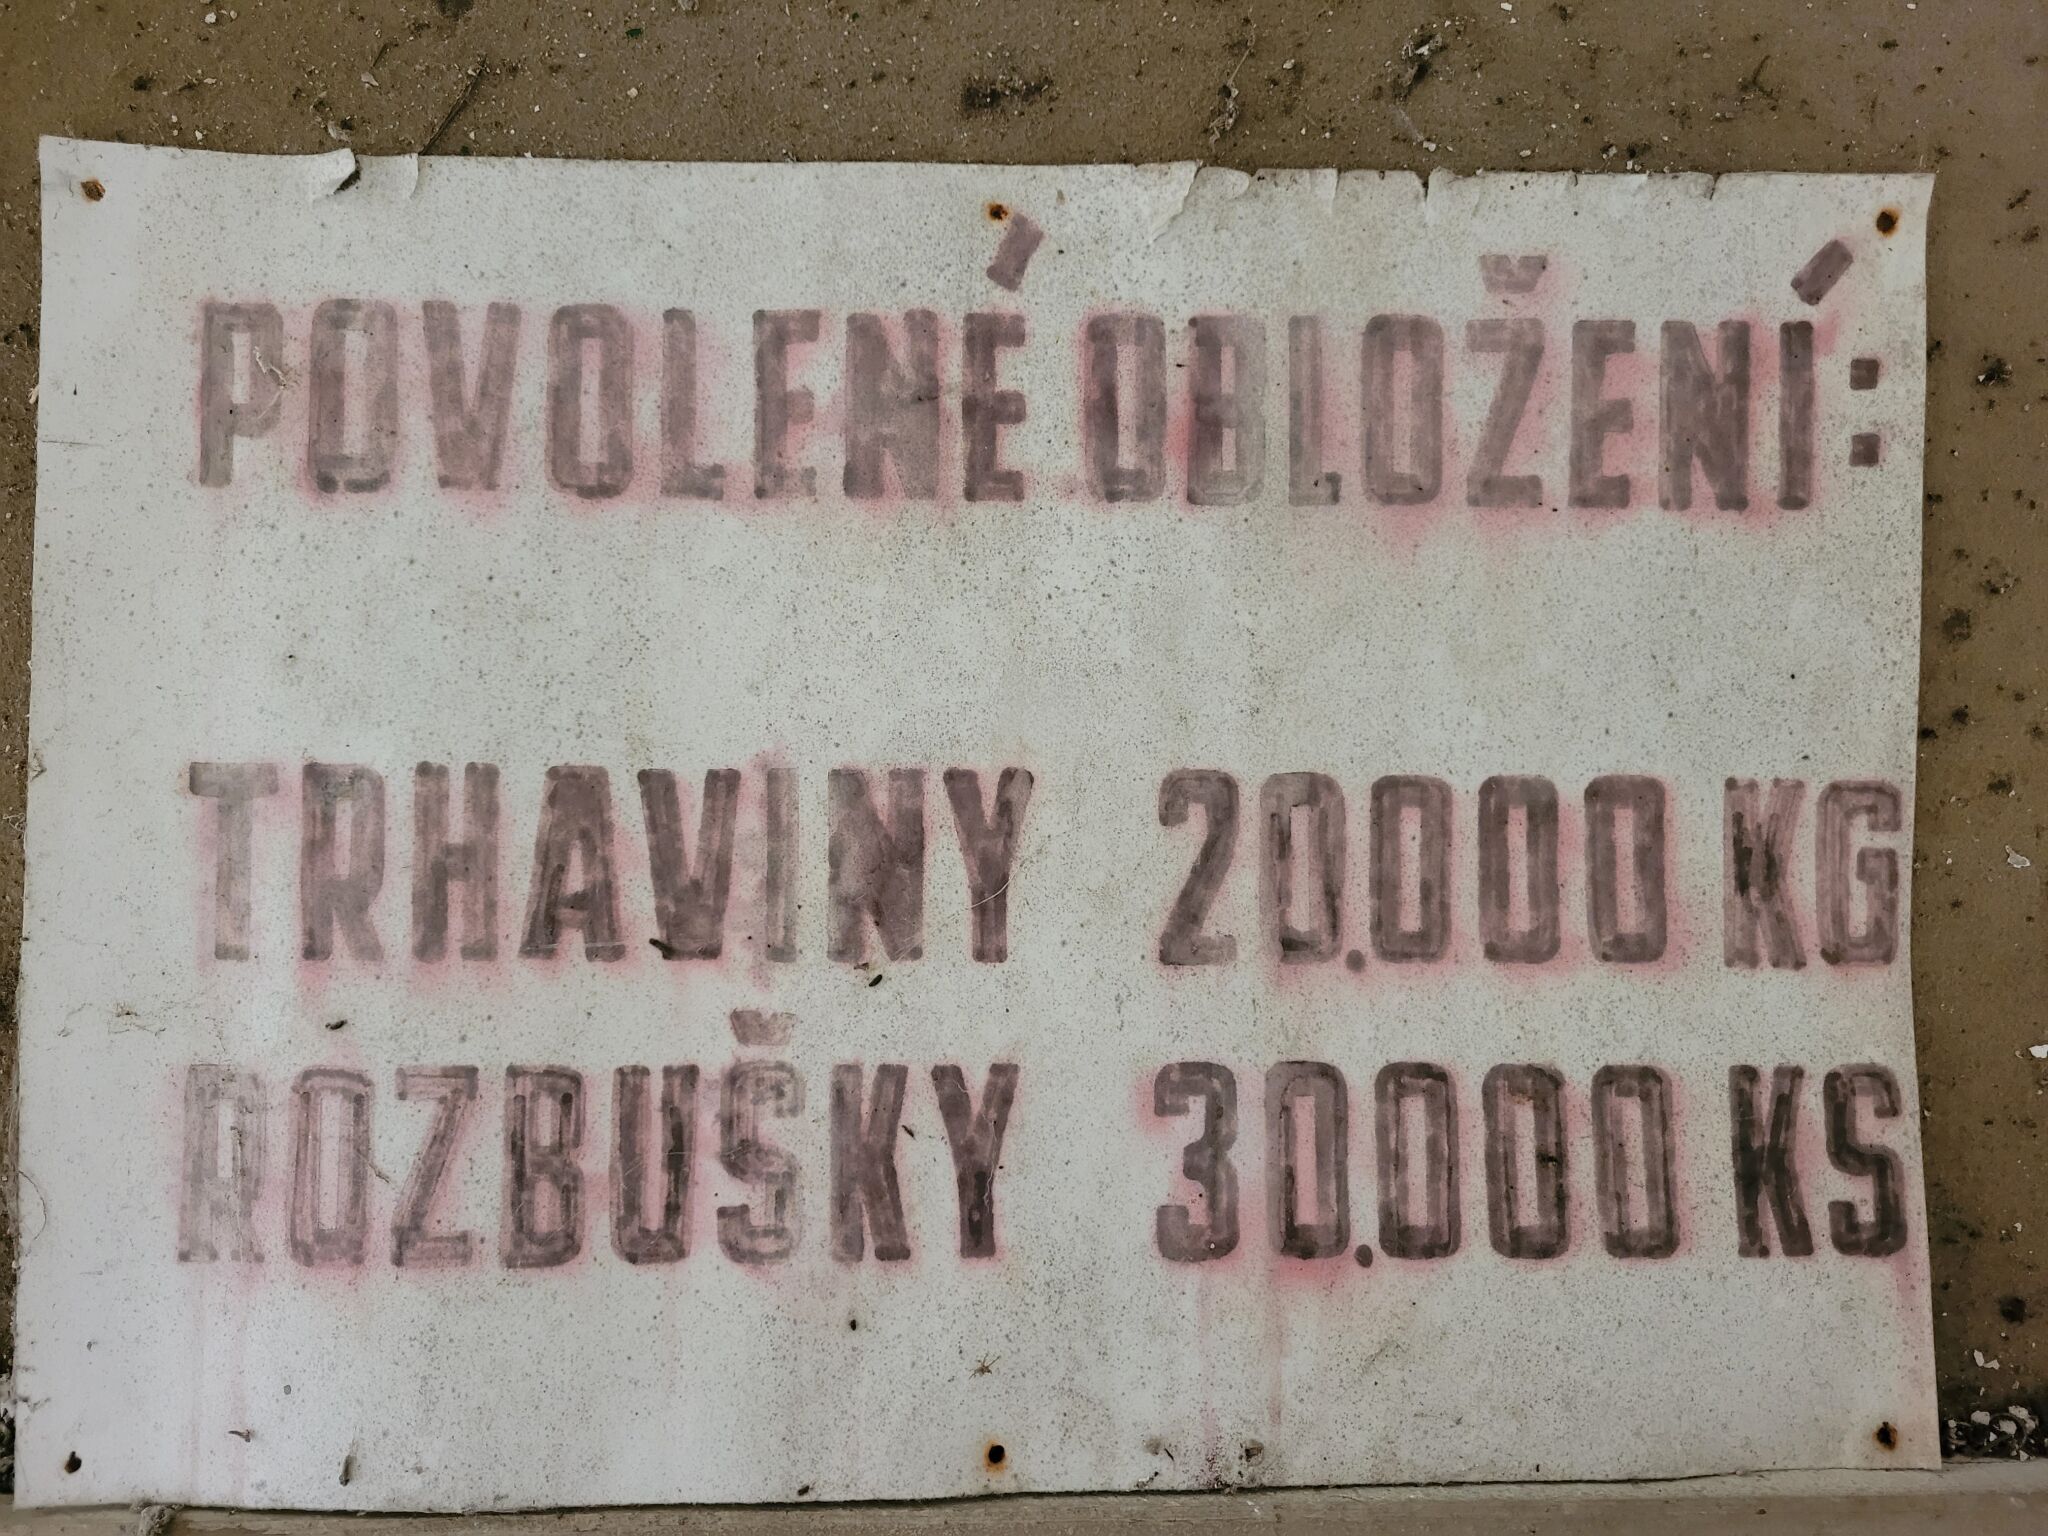 POVOLENÉ OBLOŽENÍ:
TRHAVINY 20.000 KG
ROZBUŠKY 30.000 KS